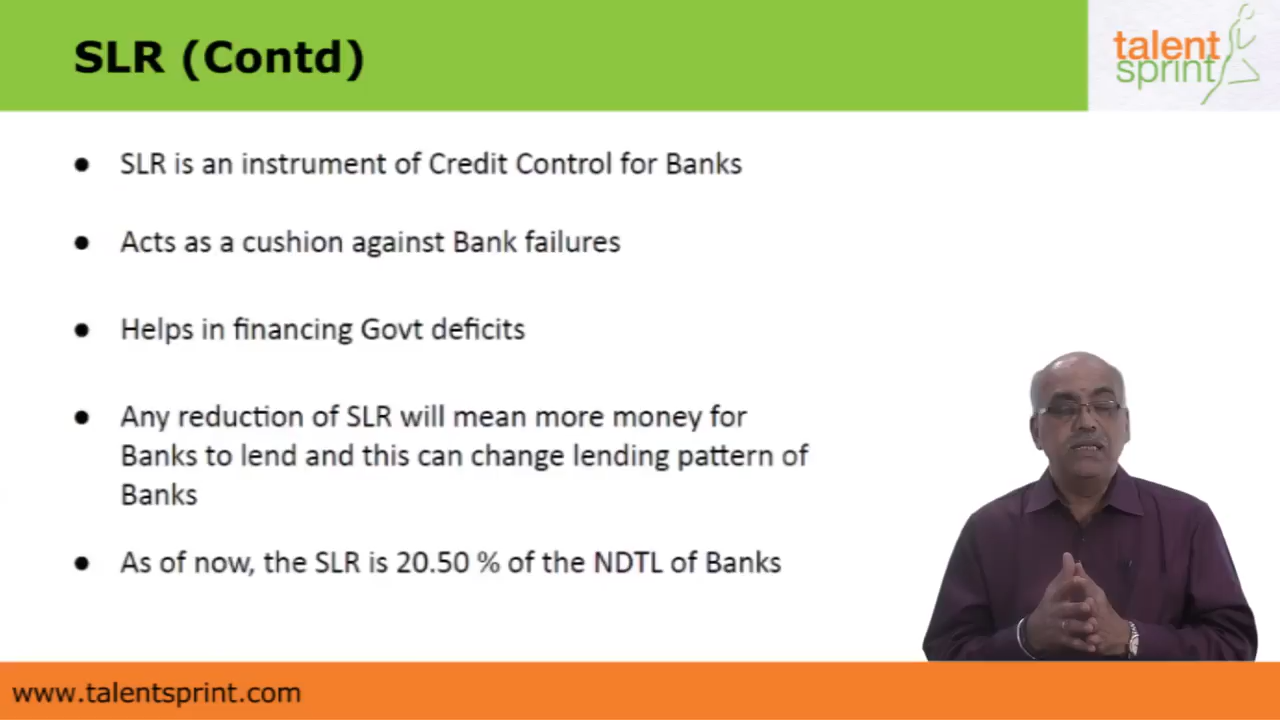 SLR (Contd)
talent
sprint
● SLR is an instrument of Credit Control for Banks
● Acts as a cushion against Bank failures
● Helps in financing Govt deficits
● Any reduction of SLR will mean more money for
Banks to lend and this can change lending pattern of
Banks
● As of now, the SLR is 20.50 % of the NDTL of Banks
www.talentsprint.com